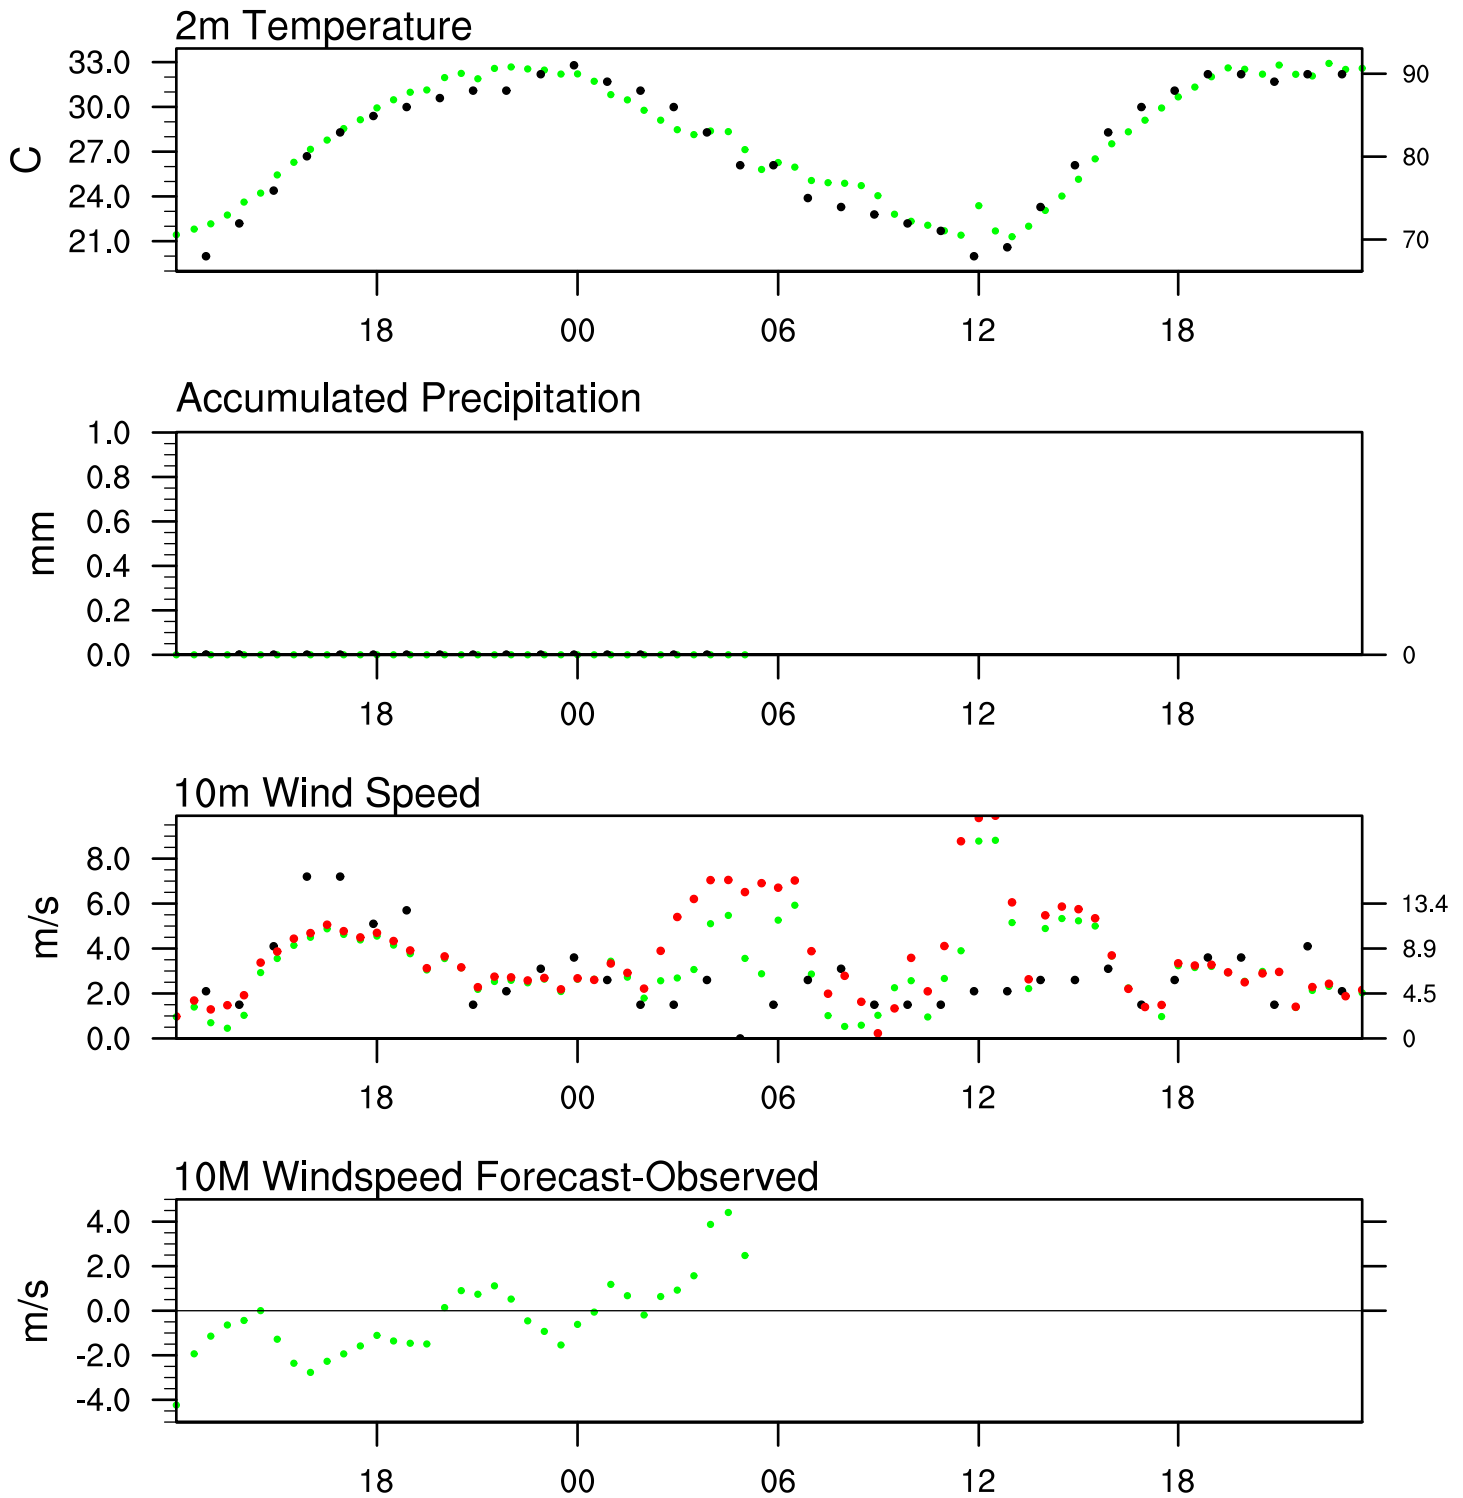 2m Temperature
33.0
30.0
27.0
24.0
21.0
C
90
80
70
18 00 06 12 18
Accumulated Precipitation
1.0
0.8
0.6
0.4
0.2
0.0
mm
0
18 00 06 12 18
10m Wind Speed
8.0
6.0
4.0
2.0
0.0
m/s
13.4
8.9
4.5
0
18 00 06 12 18
10M Windspeed Forecast-Observed
4.0
2.0
0.0
-2.0
-4.0
m/s
18 00 06 12 18